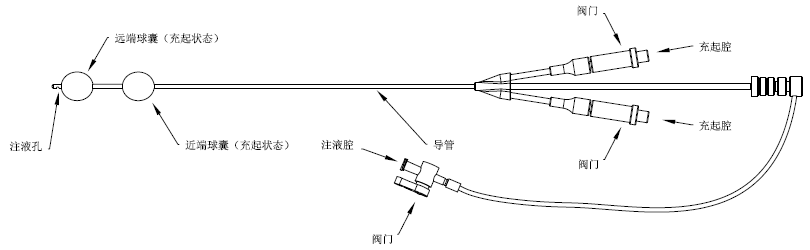 阀门
远端球囊（充起状态）
充起腔
注液孔
近端球囊（充起状态）
注液腔
导管
充起腔
阀门
阀门